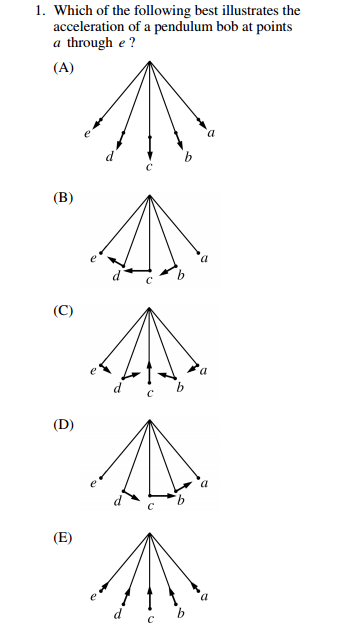 1. Which of the following best illustrates the
acceleration of a pendulum bob at points
a through e ?
(A)
e
d
c
b
a
(B)
e
d
c
b
a
(C)
e
d
c
b
a
(D)
e
d
c
b
a
(E)
e
d
c
b
a